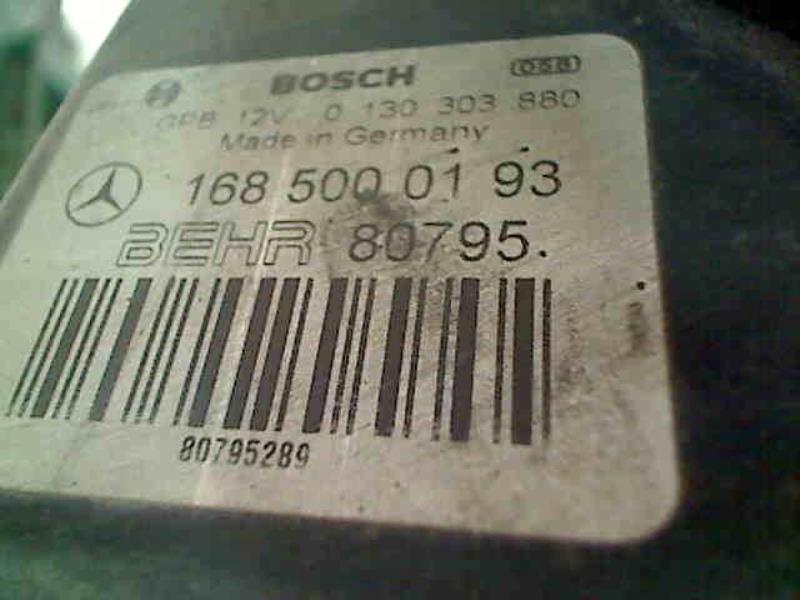 BOSCH
GPB 12V 0 130 303 880
Made in Germany
168 500 01 93
BEHR 80795.
80795289